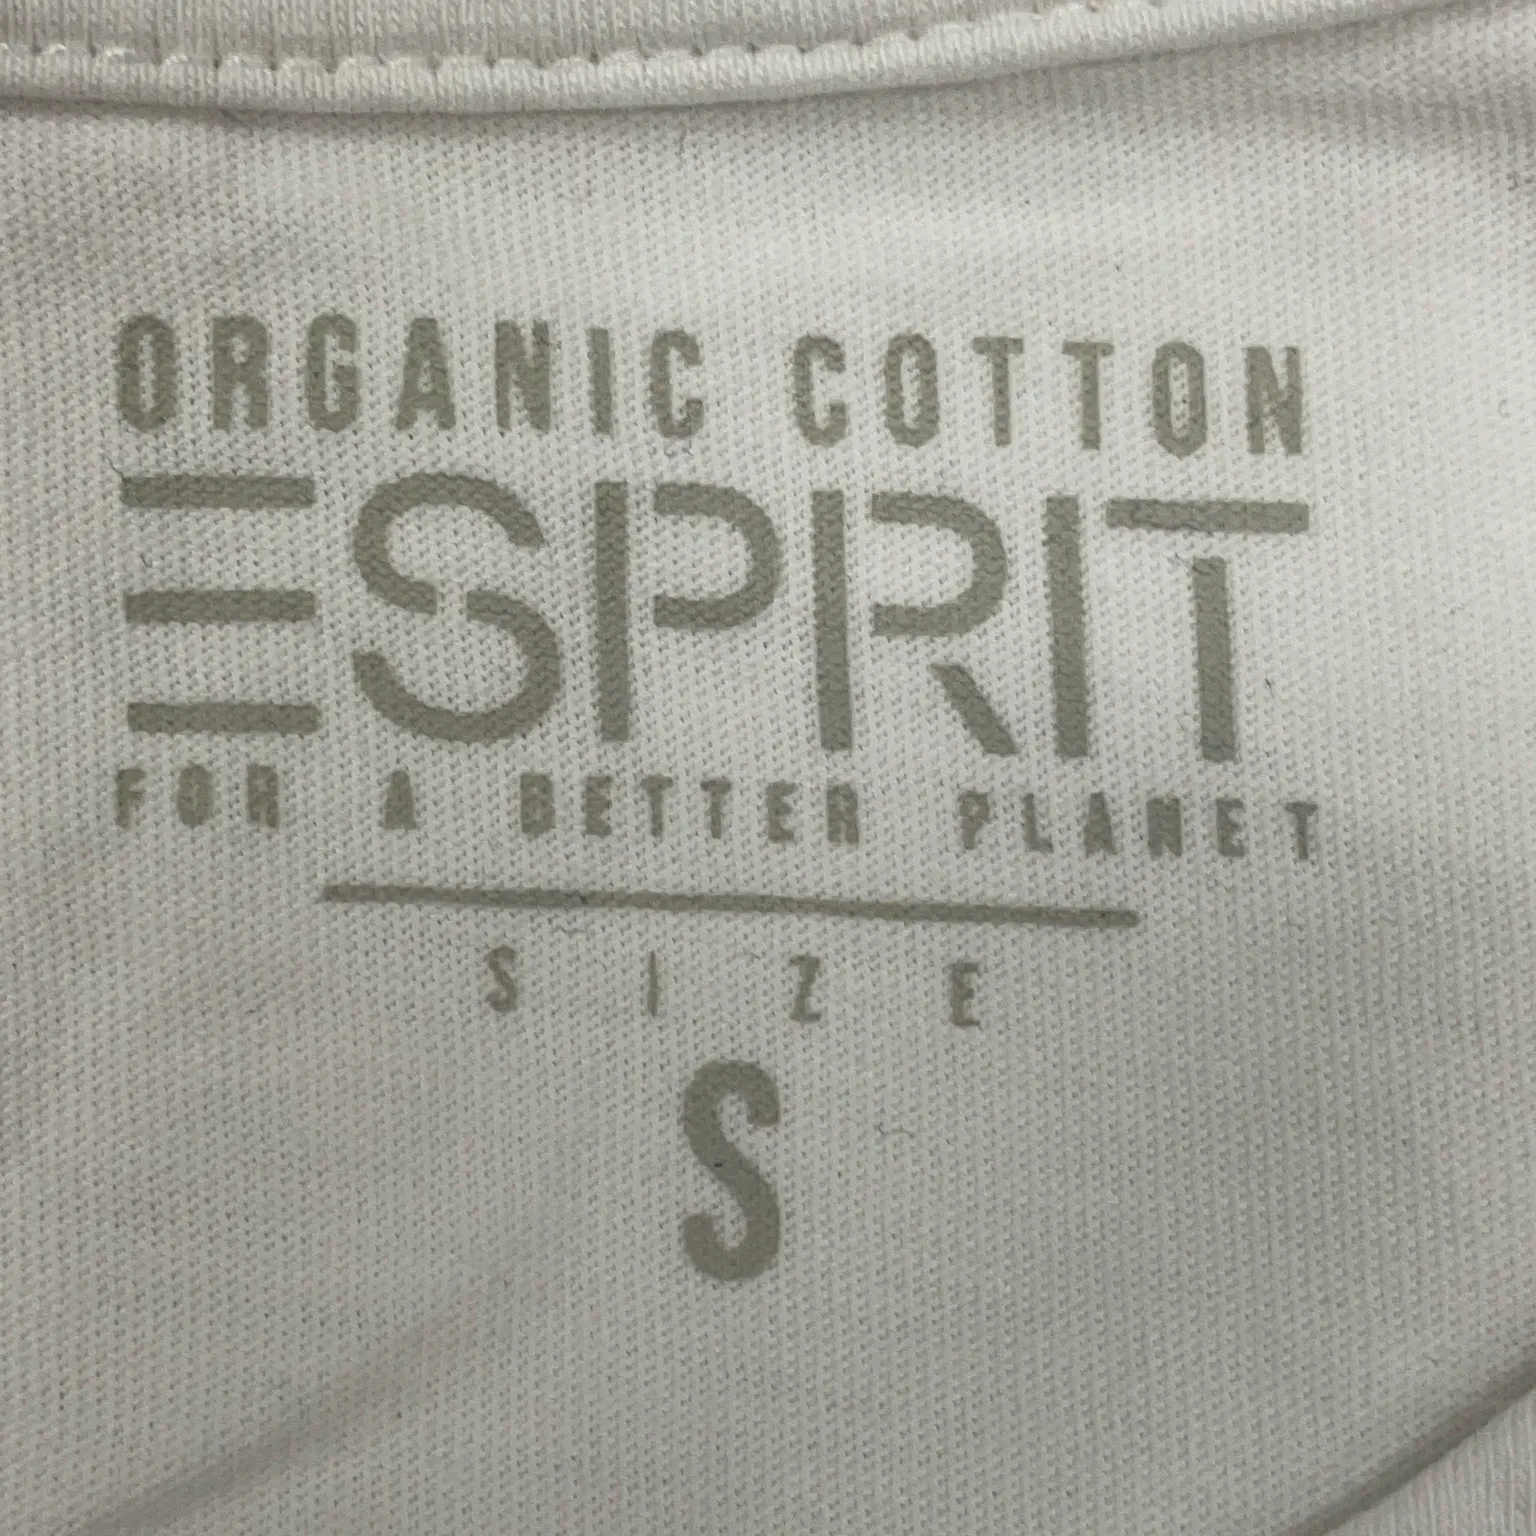 ORGANIC COTTON
ESPRIT
FOR A BETTER PLANET
SIZE
S